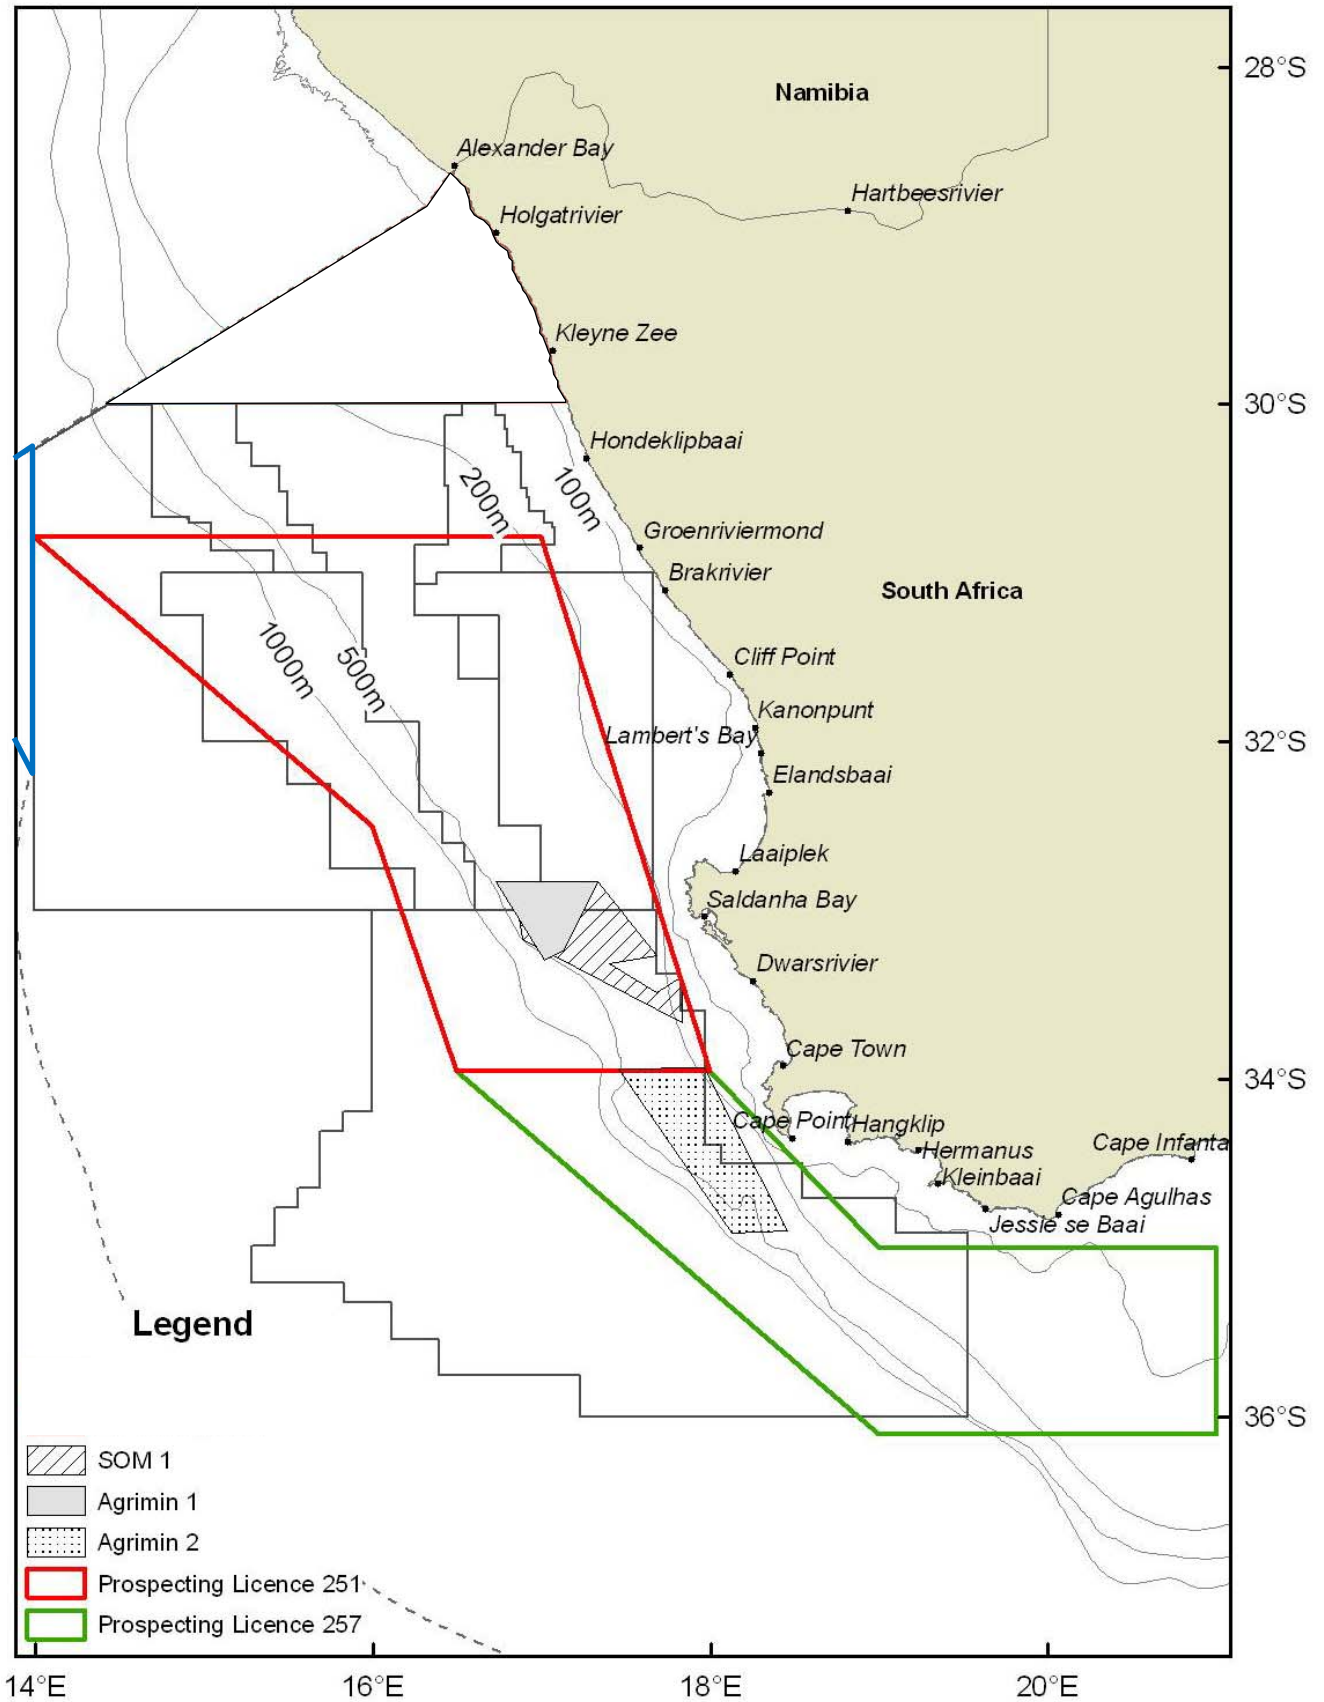 28°S
Namibia
Alexander Bay
Hartbeesrivier
Holgatrivier
Kleyne Zee
30°S
Hondeklipbaai
200m
100m
Groenriviermond
Brakrivier
South Africa
1000m
500m
Cliff Point
Kanonpunt
Lambert's Bay
32°S
Elandsbaai
Laaiplek
Saldanha Bay
Dwarsrivier
Cape Town
34°S
Cape Point
Hangklip
Hermanus
Cape Infanta
Kleinbaai
Cape Agulhas
Jessie se Baai
Legend
36°S
SOM 1
Agrimin 1
Agrimin 2
Prospecting Licence 251
Prospecting Licence 257
14°E 16°E 18°E 20°E